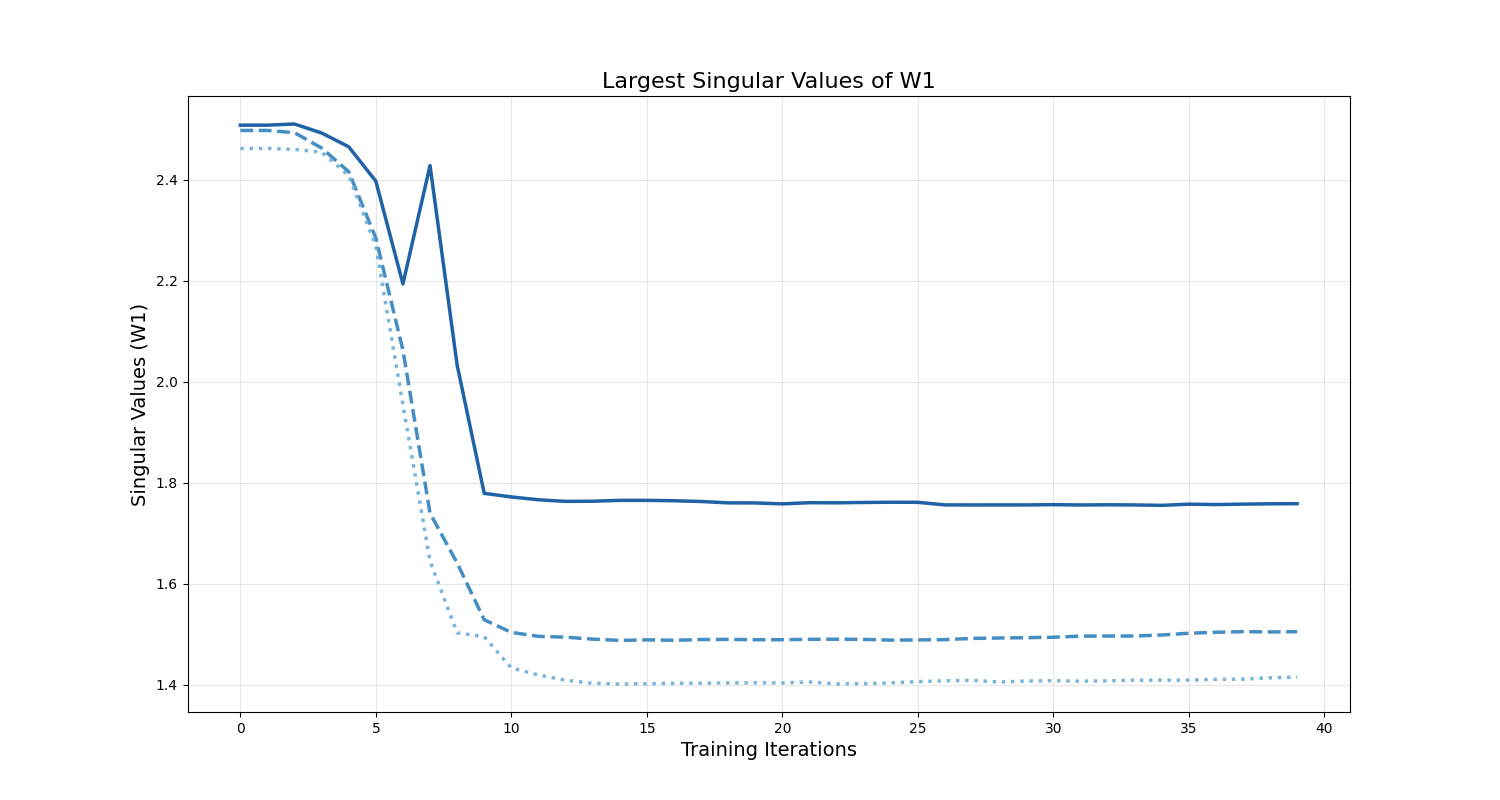 Largest Singular Values of W1
Singular Values (W1)
2.4
2.2
2.0
1.8
1.6
1.4
0 5 10 15 20 25 30 35 40
Training Iterations